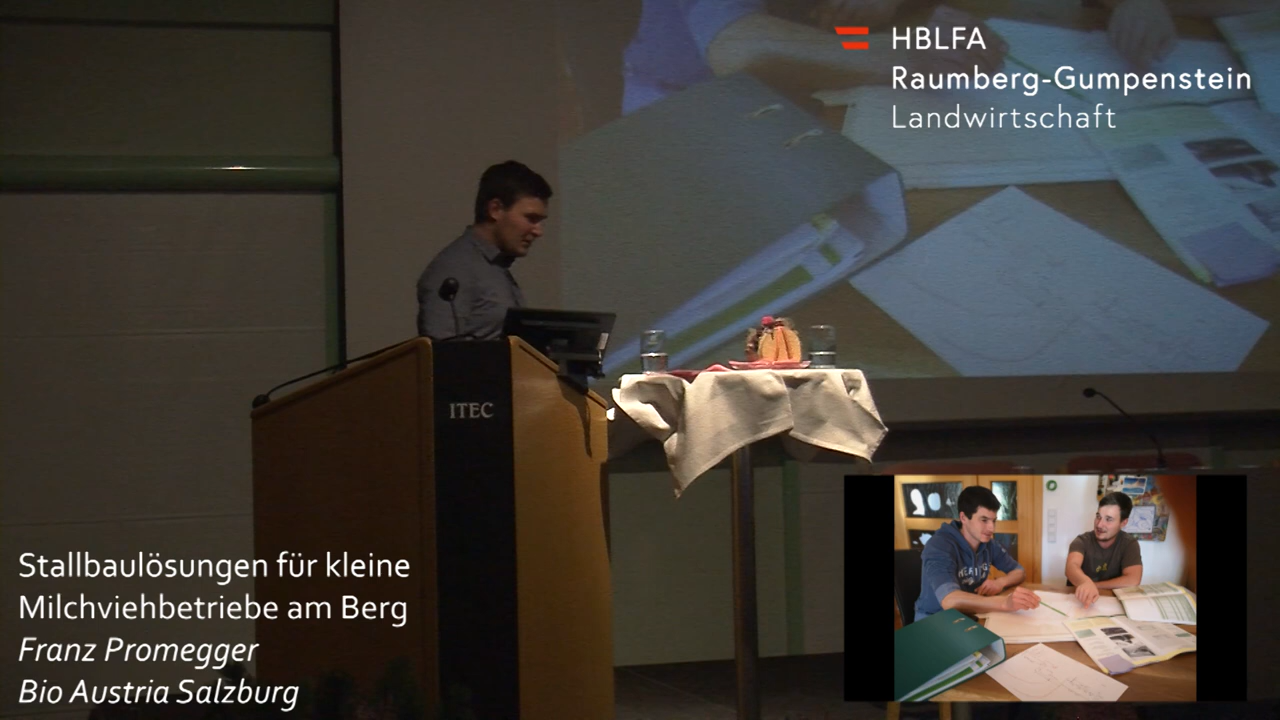 HBLFA
Raumberg-Gumpenstein
Landwirtschaft
ITEC
Stallbaulösungen für kleine
Milchviehbetriebe am Berg
Franz Promegger
Bio Austria Salzburg